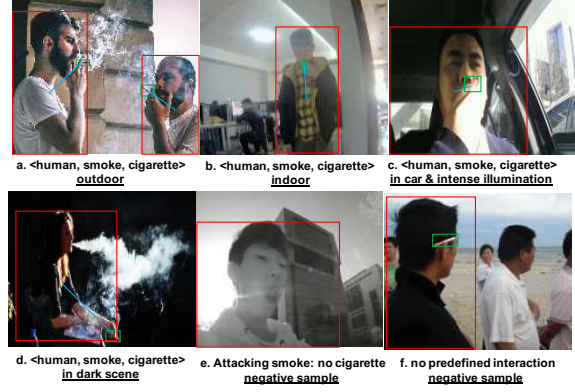 a. <human, smoke, cigarette>
outdoor
b. <human, smoke, cigarette>
indoor
c. <human, smoke, cigarette>
in car & intense illumination
d. <human, smoke, cigarette>
in dark scene
e. Attacking smoke: no cigarette
negative sample
f. no predefined interaction
negative sample